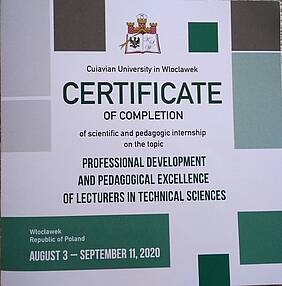 Cuiavian University in Wloclawek
CERTIFICATE
OF COMPLETION
of scientific and pedagogic internship
on the topic
PROFESSIONAL DEVELOPMENT
AND PEDAGOGICAL EXCELLENCE
OF LECTURERS IN TECHNICAL SCIENCES
Włocławek
Republic of Poland
AUGUST 3 — SEPTEMBER 11, 2020